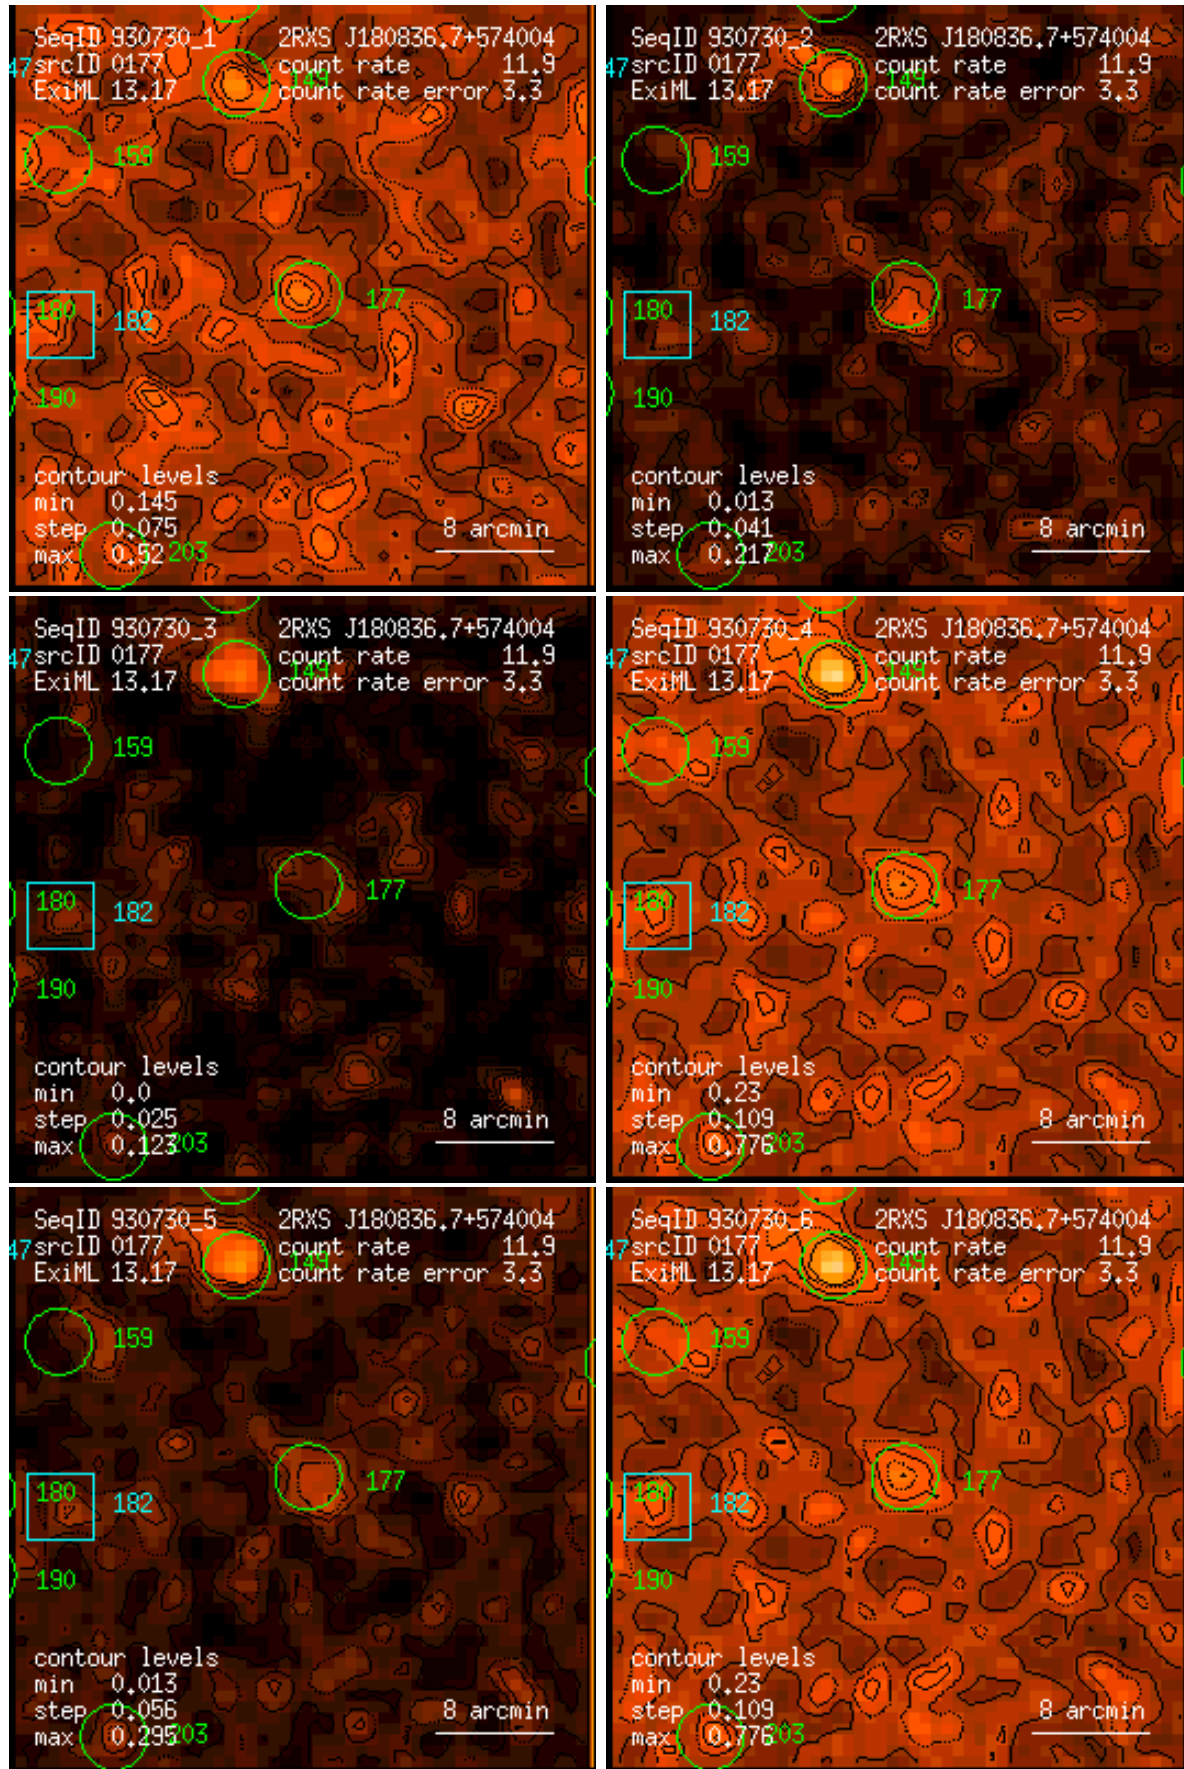 SeqID 930730_1 2RXS J180836.7+574004
47 srcID 0177 count rate 149 11.9
ExiML 13.17 count rate error 3.3
159
177
180 182
190
contour levels
min 0.145
step 0.075 8 arcmin
max 0.52 203
SeqID 930730_2 2RXS J180836.7+574004
47 srcID 0177 count rate 149 11.9
ExiML 13.17 count rate error 3.3
159
177
180 182
190
contour levels
min 0.013
step 0.041 8 arcmin
max 0.217 203
SeqID 930730_3 2RXS J180836.7+574004
47 srcID 0177 count rate 149 11.9
ExiML 13.17 count rate error 3.3
159
177
180 182
190
contour levels
min 0.0
step 0.025 8 arcmin
max 0.123 203
SeqID 930730_4 2RXS J180836.7+574004
47 srcID 0177 count rate 149 11.9
ExiML 13.17 count rate error 3.3
159
177
180 182
190
contour levels
min 0.23
step 0.109 8 arcmin
max 0.776 203
SeqID 930730_5 2RXS J180836.7+574004
47 srcID 0177 count rate 149 11.9
ExiML 13.17 count rate error 3.3
159
177
180 182
190
contour levels
min 0.013
step 0.056 8 arcmin
max 0.295 203
SeqID 930730_6 2RXS J180836.7+574004
47 srcID 0177 count rate 149 11.9
ExiML 13.17 count rate error 3.3
159
177
180 182
190
contour levels
min 0.23
step 0.109 8 arcmin
max 0.776 203